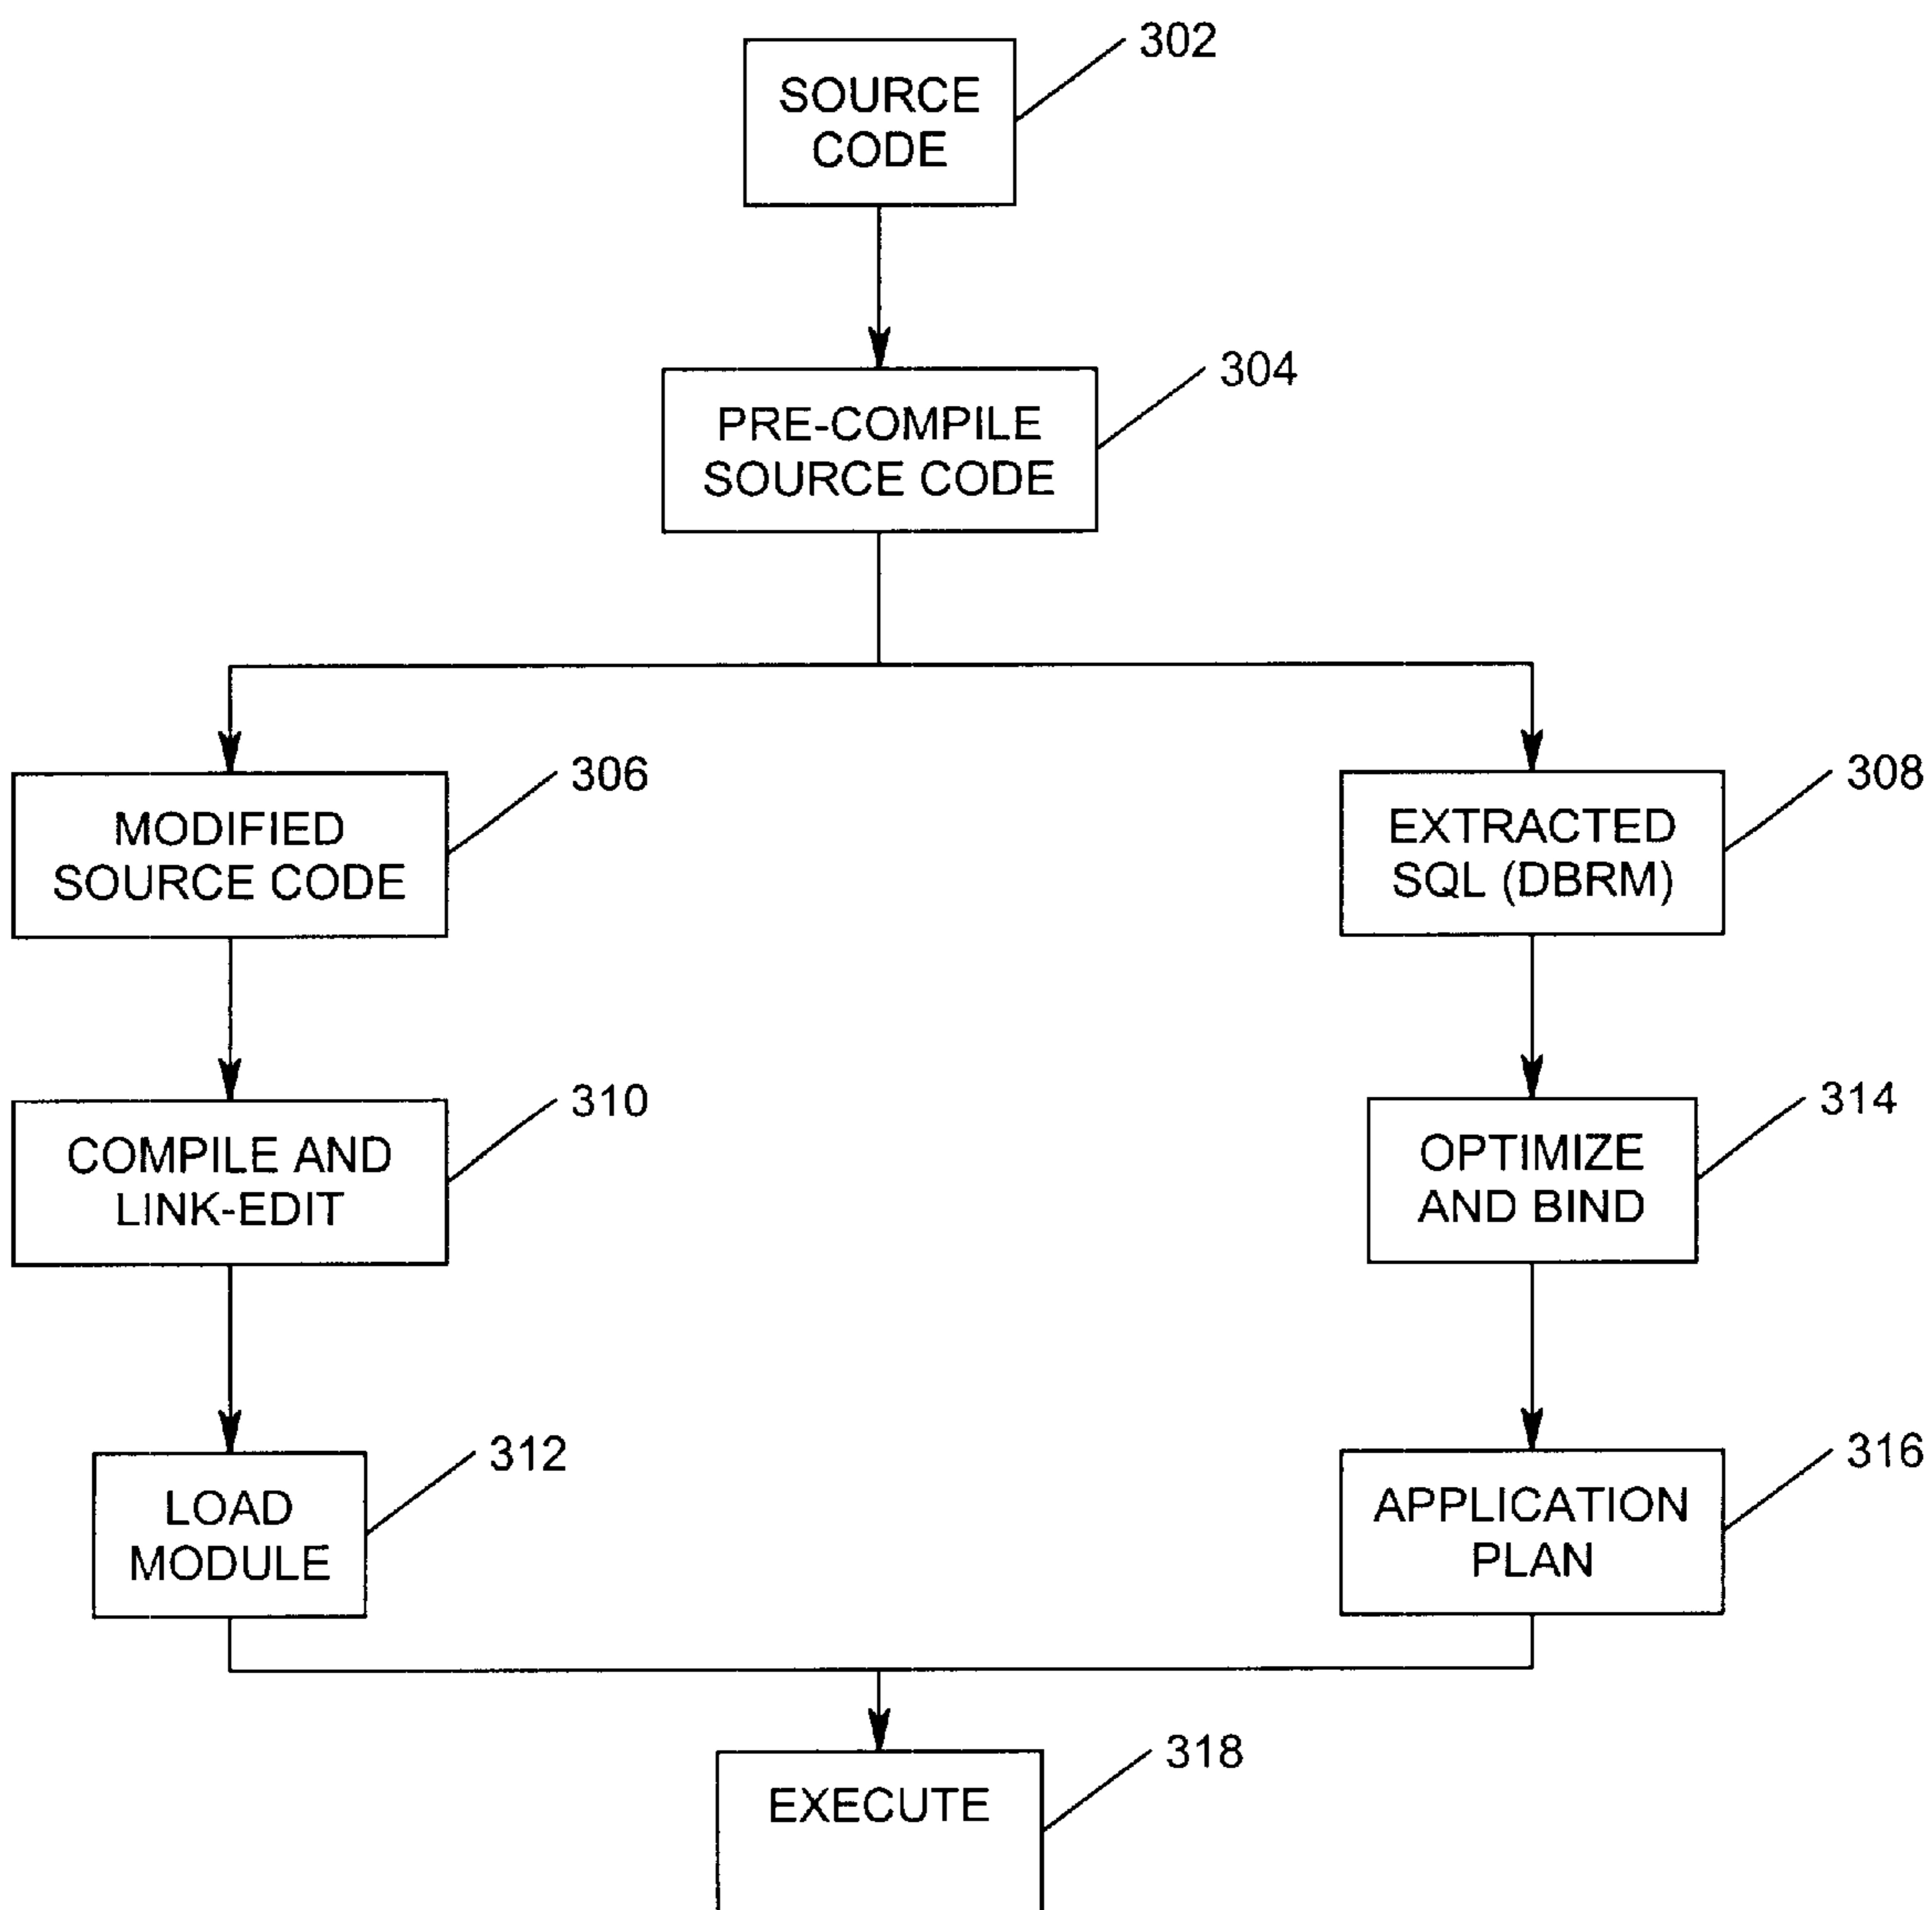 SOURCE
CODE
302
PRE-COMPILE
SOURCE CODE
304
MODIFIED
SOURCE CODE
306
EXTRACTED
SQL (DBRM)
308
COMPILE AND
LINK-EDIT
310
OPTIMIZE
AND BIND
314
LOAD
MODULE
312
APPLICATION
PLAN
316
EXECUTE
318